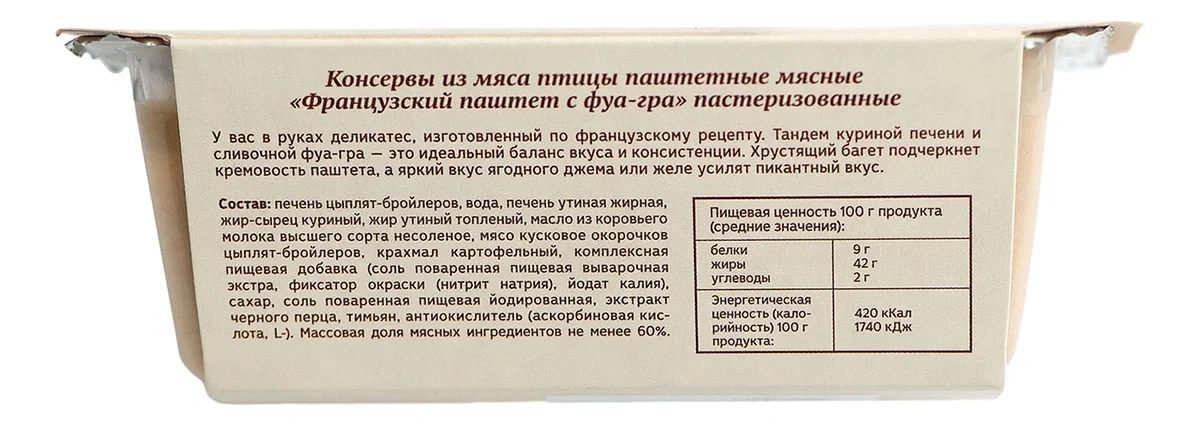 Консервы из мяса птицы паштетные мясные
«Французский паштет с фуа-гра» пастеризованные
У вас в руках деликатес, изготовленный по французскому рецепту. Тандем куриной печени и
сливочной фуа-гра — это идеальный баланс вкуса и консистенции. Хрустящий багет подчеркнет
кремовость паштета, а яркий вкус ягодного джема или желе усилят пикантный вкус.
Состав: печень цыплят-бройлеров, вода, печень утиная жирная,
жир-сырец куриный, жир утиный топленый, масло из коровьего
молока высшего сорта несоленое, мясо кусковое окорочков
цыплят-бройлеров, крахмал картофельный, комплексная
пищевая добавка (соль поваренная пищевая выварочная
экстра, фиксатор окраски (нитрит натрия), йодат калия),
сахар, соль поваренная пищевая йодированная, экстракт
черного перца, тимьян, антиокислитель (аскорбиновая кис-
лота, L-). Массовая доля мясных ингредиентов не менее 60%.
Пищевая ценность 100 г продукта
(средние значения):
белки 9 г
жиры 42 г
углеводы 2 г
Энергетическая
ценность (кало- 420 кКал
рийность) 100 г 1740 кДж
продукта: